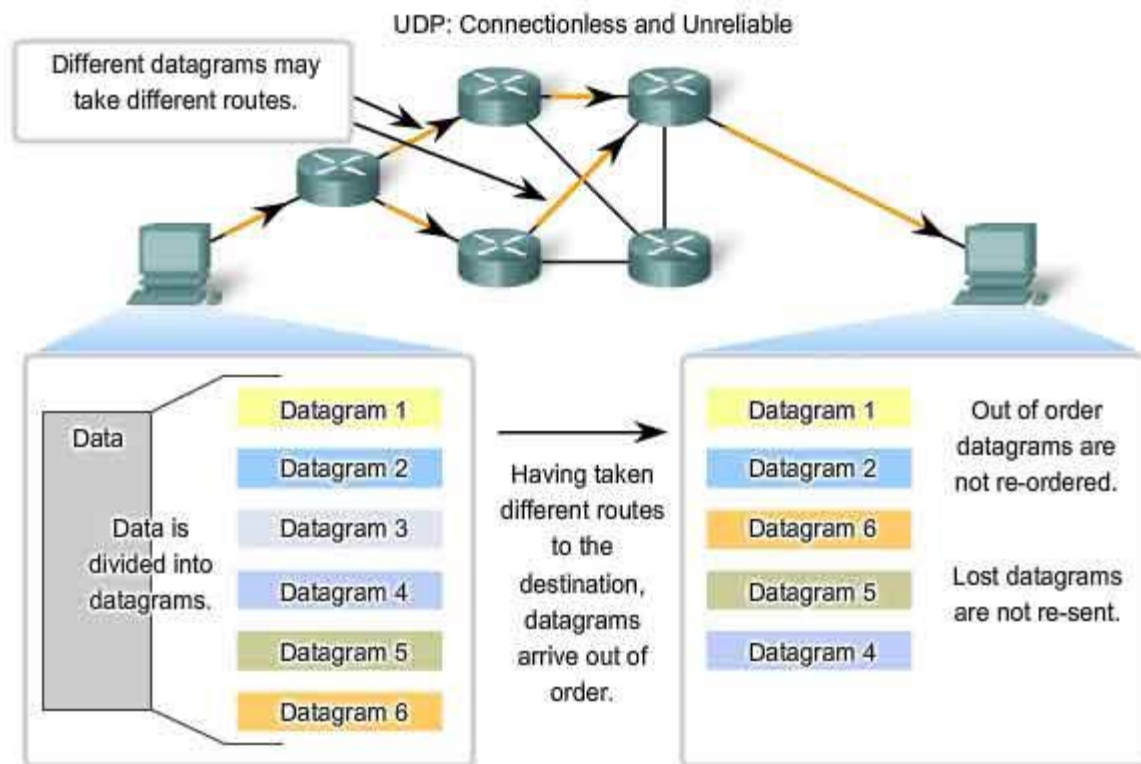 UDP: Connectionless and Unreliable
Different datagrams may
take different routes.
Data
Data is
divided into
datagrams.
Datagram 1
Datagram 2
Datagram 3
Datagram 4
Datagram 5
Datagram 6
Having taken
different routes
to the
destination,
datagrams
arrive out of
order.
Datagram 1
Datagram 2
Datagram 6
Datagram 5
Datagram 4
Out of order
datagrams are
not re-ordered.
Lost datagrams
are not re-sent.